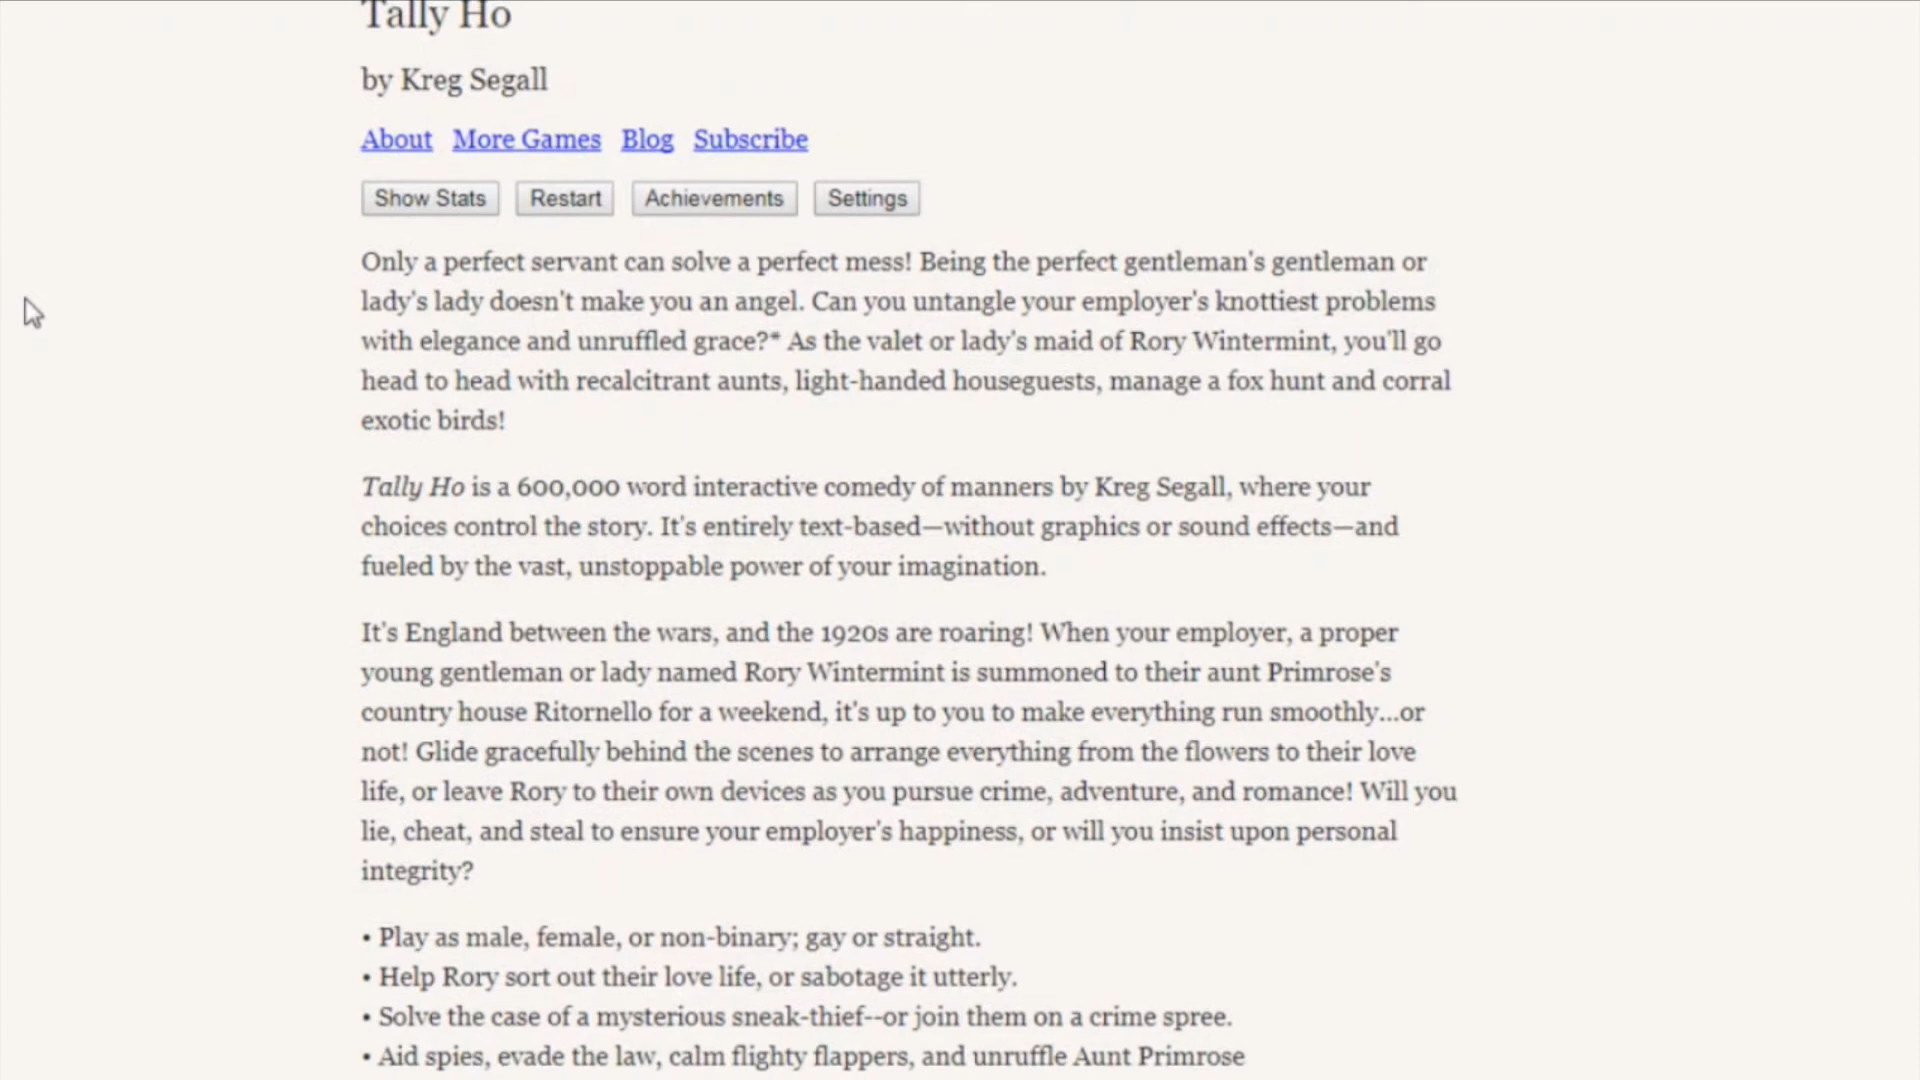 Tally Ho
by Kreg Segall
About More Games Blog Subscribe
Show Stats Restart Achievements Settings
Only a perfect servant can solve a perfect mess! Being the perfect gentleman's gentleman or
lady's lady doesn't make you an angel. Can you untangle your employer's knottiest problems
with elegance and unruffled grace?* As the valet or lady's maid of Rory Wintermint, you'll go
head to head with recalcitrant aunts, light-handed houseguests, manage a fox hunt and corral
exotic birds!
Tally Ho is a 600,000 word interactive comedy of manners by Kreg Segall, where your
choices control the story. It's entirely text-based—without graphics or sound effects—and
fueled by the vast, unstoppable power of your imagination.
It's England between the wars, and the 1920s are roaring! When your employer, a proper
young gentleman or lady named Rory Wintermint is summoned to their aunt Primrose's
country house Ritornello for a weekend, it's up to you to make everything run smoothly...or
not! Glide gracefully behind the scenes to arrange everything from the flowers to their love
life, or leave Rory to their own devices as you pursue crime, adventure, and romance! Will you
lie, cheat, and steal to ensure your employer's happiness, or will you insist upon personal
integrity?
• Play as male, female, or non-binary; gay or straight.
• Help Rory sort out their love life, or sabotage it utterly.
• Solve the case of a mysterious sneak-thief--or join them on a crime spree.
• Aid spies, evade the law, calm flighty flappers, and unruffle Aunt Primrose